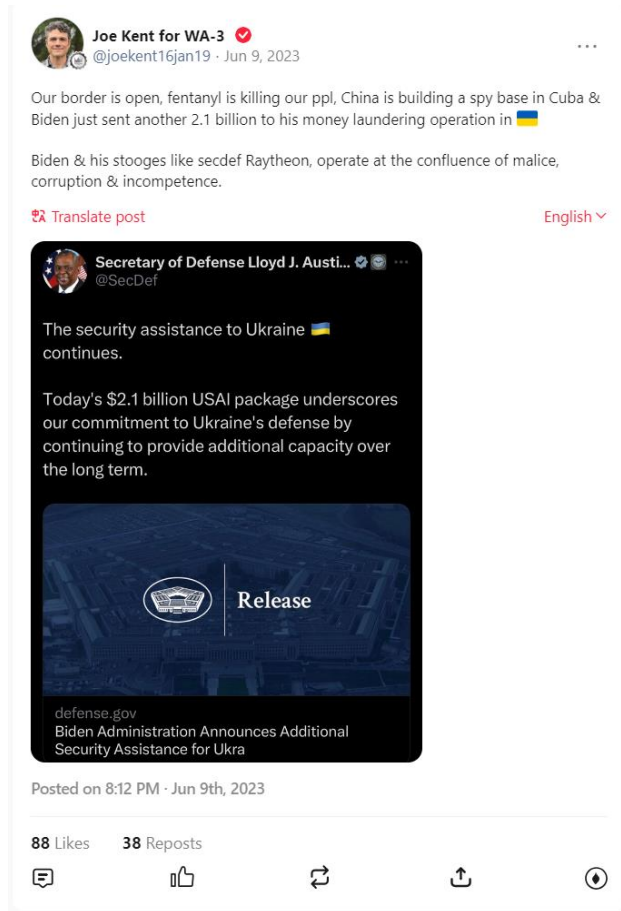 Joe Kent for WA-3
@joekent16jan19 · Jun 9, 2023
Our border is open, fentanyl is killing our ppl, China is building a spy base in Cuba &
Biden just sent another 2.1 billion to his money laundering operation in 🇺🇦
Biden & his stooges like secdef Raytheon, operate at the confluence of malice,
corruption & incompetence.
Translate post
English
Secretary of Defense Lloyd J. Austi...
@SecDef
The security assistance to Ukraine 🇺🇦
continues.
Today's $2.1 billion USAI package underscores
our commitment to Ukraine's defense by
continuing to provide additional capacity over
the long term.
Release
defense.gov
Biden Administration Announces Additional
Security Assistance for Ukra
Posted on 8:12 PM · Jun 9th, 2023
88 Likes 38 Reposts